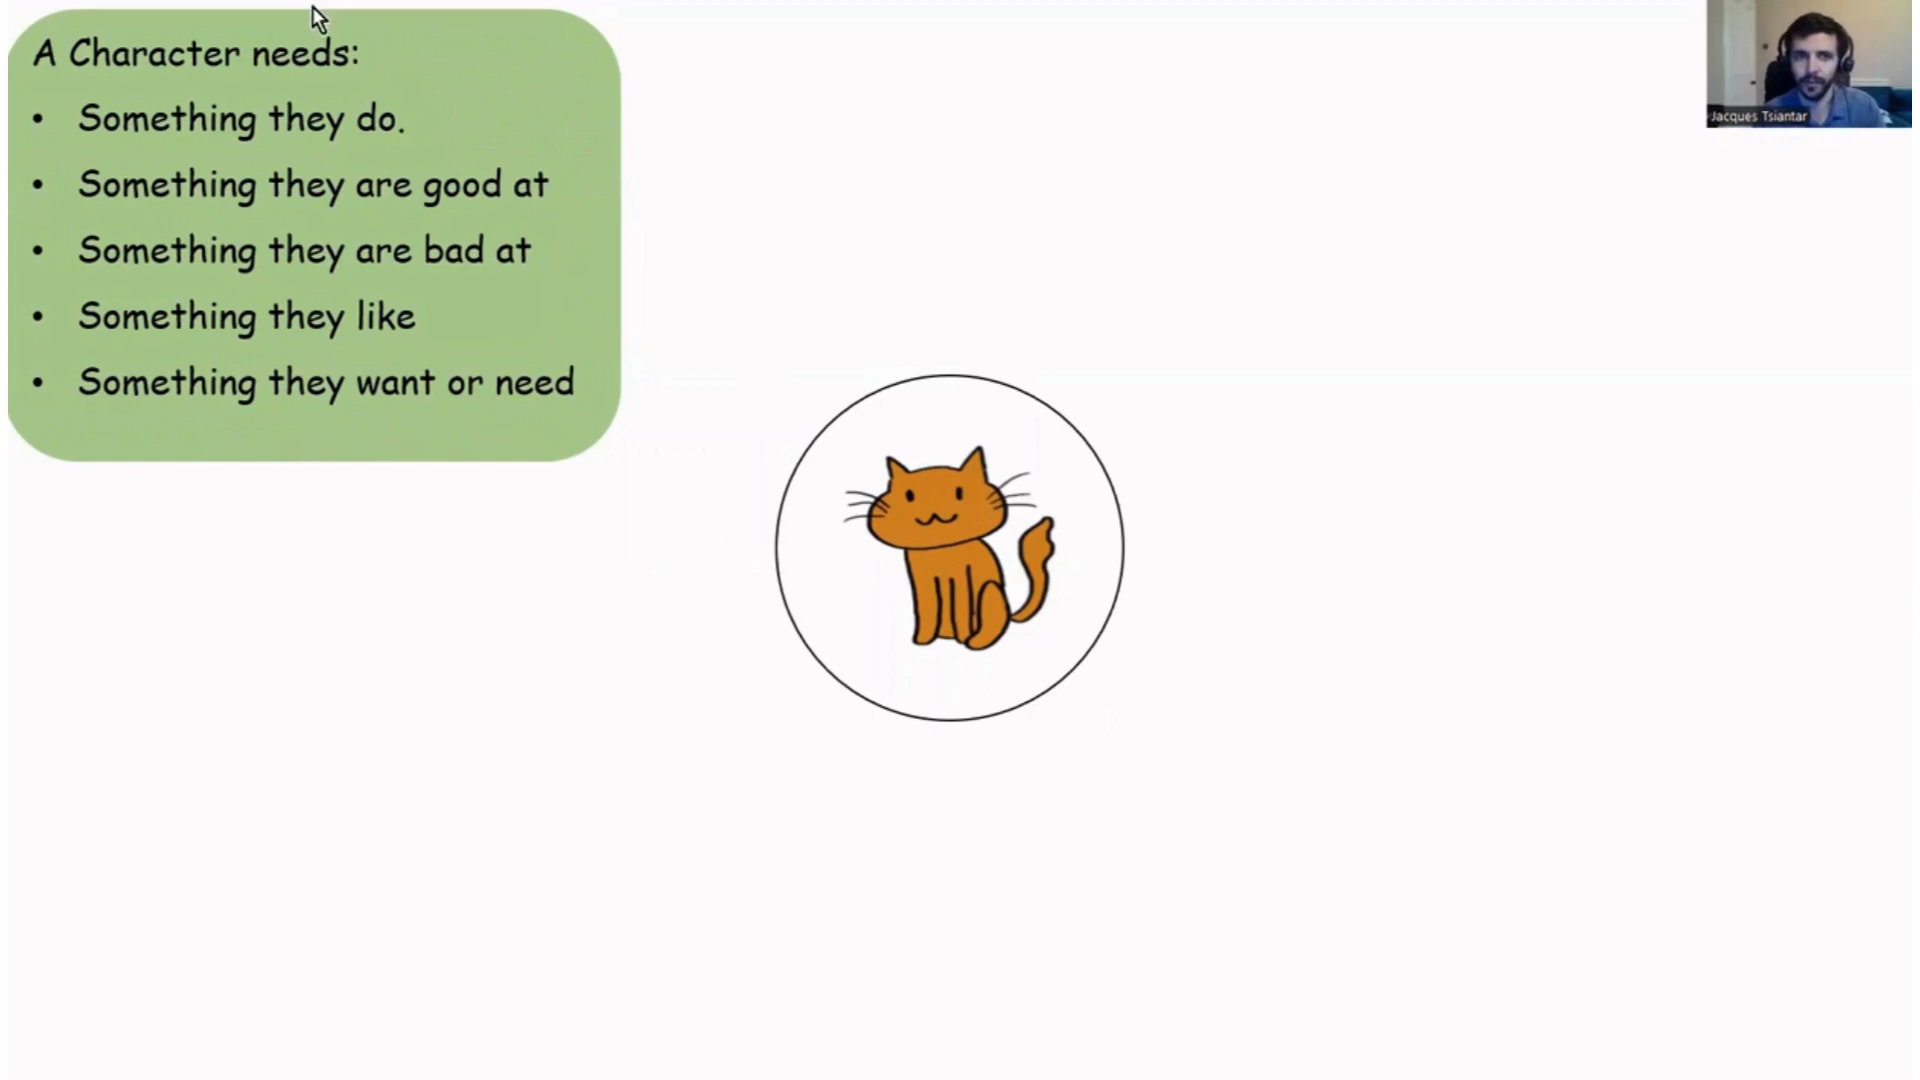 A Character needs:
• Something they do.
• Something they are good at
• Something they are bad at
• Something they like
• Something they want or need
Jacques Tsiantar